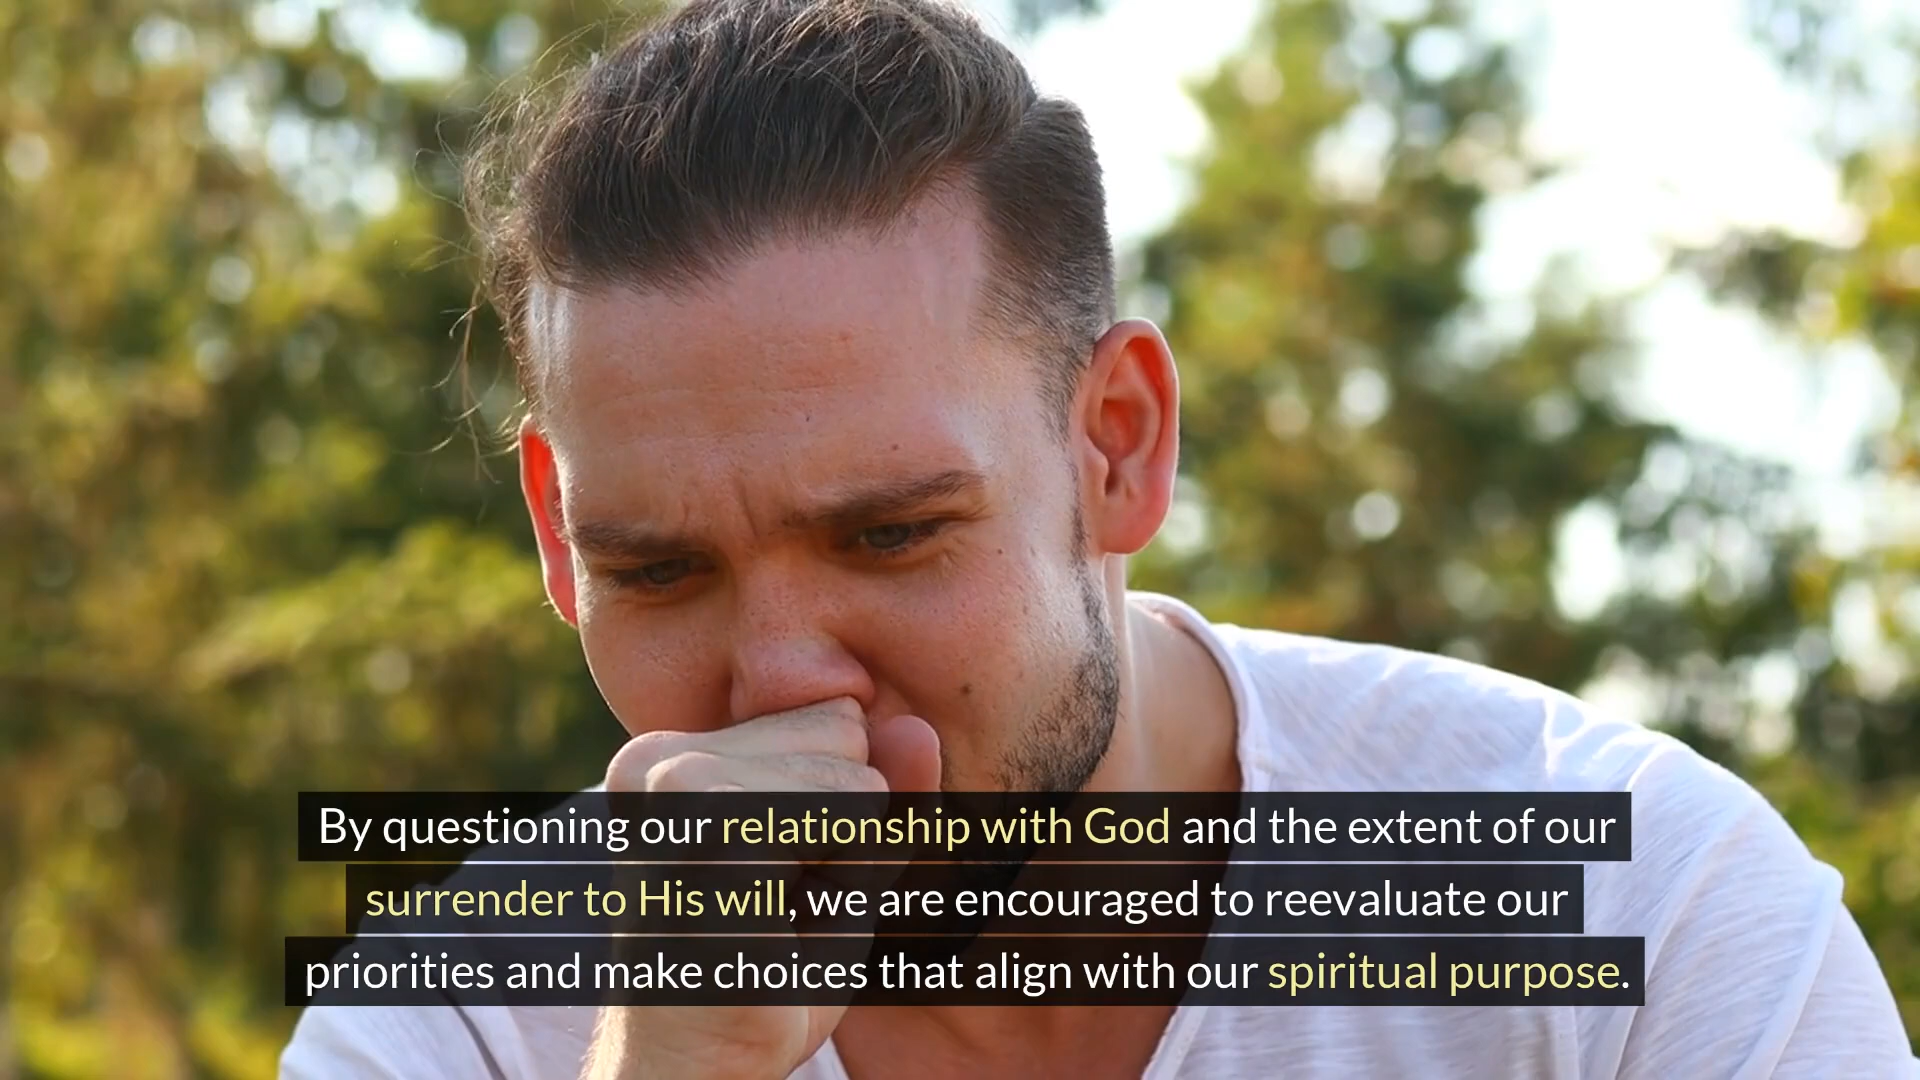 By questioning our relationship with God and the extent of our
surrender to His will, we are encouraged to reevaluate our
priorities and make choices that align with our spiritual purpose.